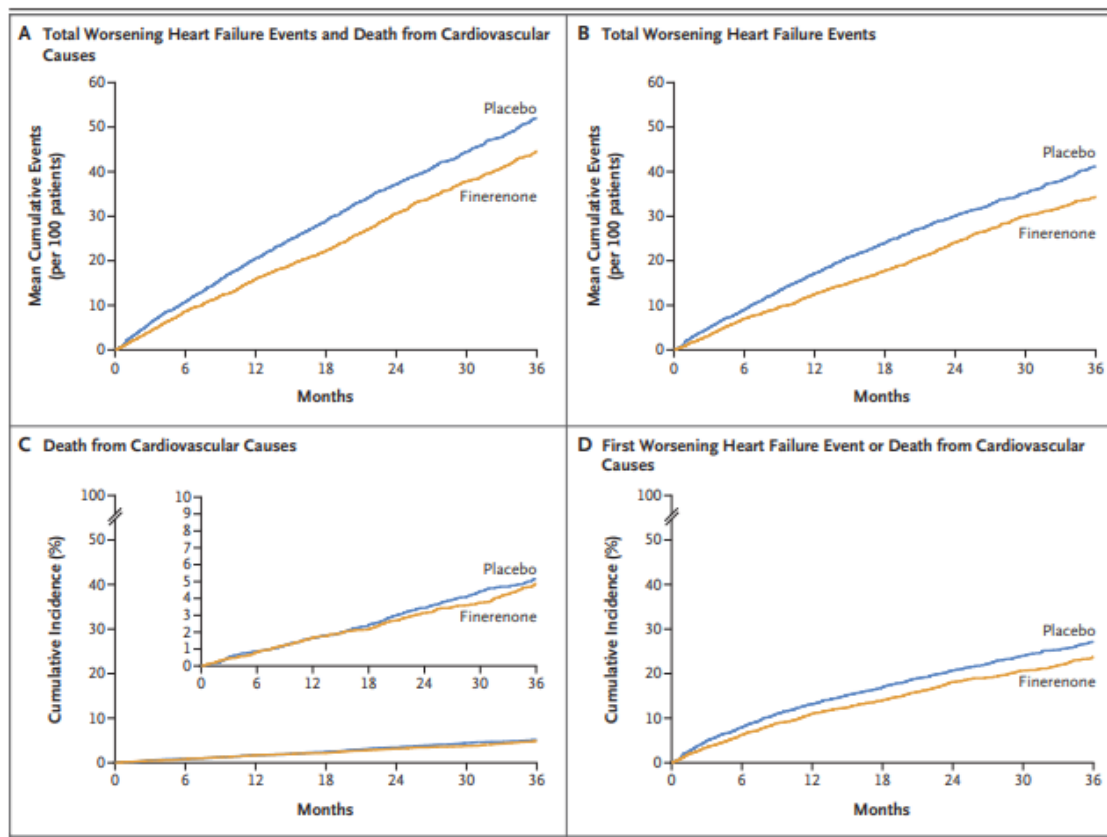 A Total Worsening Heart Failure Events and Death from Cardiovascular
Causes
Mean Cumulative Events
(per 100 patients)
60
50
40
30
20
10
0
Placebo
Finerenone
0 6 12 18 24 30 36
Months
B Total Worsening Heart Failure Events
Mean Cumulative Events
(per 100 patients)
60
50
40
30
20
10
0
Placebo
Finerenone
0 6 12 18 24 30 36
Months
C Death from Cardiovascular Causes
Cumulative Incidence (%)
100
50
40
30
20
10
0
10
9
8
7
6
5
4
3
2
1
0
Placebo
Finerenone
0 6 12 18 24 30 36
0 6 12 18 24 30 36
Months
D First Worsening Heart Failure Event or Death from Cardiovascular
Causes
Cumulative Incidence (%)
100
50
40
30
20
10
0
Placebo
Finerenone
0 6 12 18 24 30 36
Months